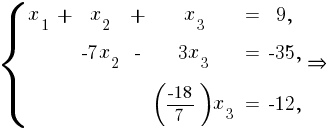 x₁ + x₂ + x₃ = 9,
-7x₂ - 3x₃ = -35, ⇒
(-18/7)x₃ = -12,